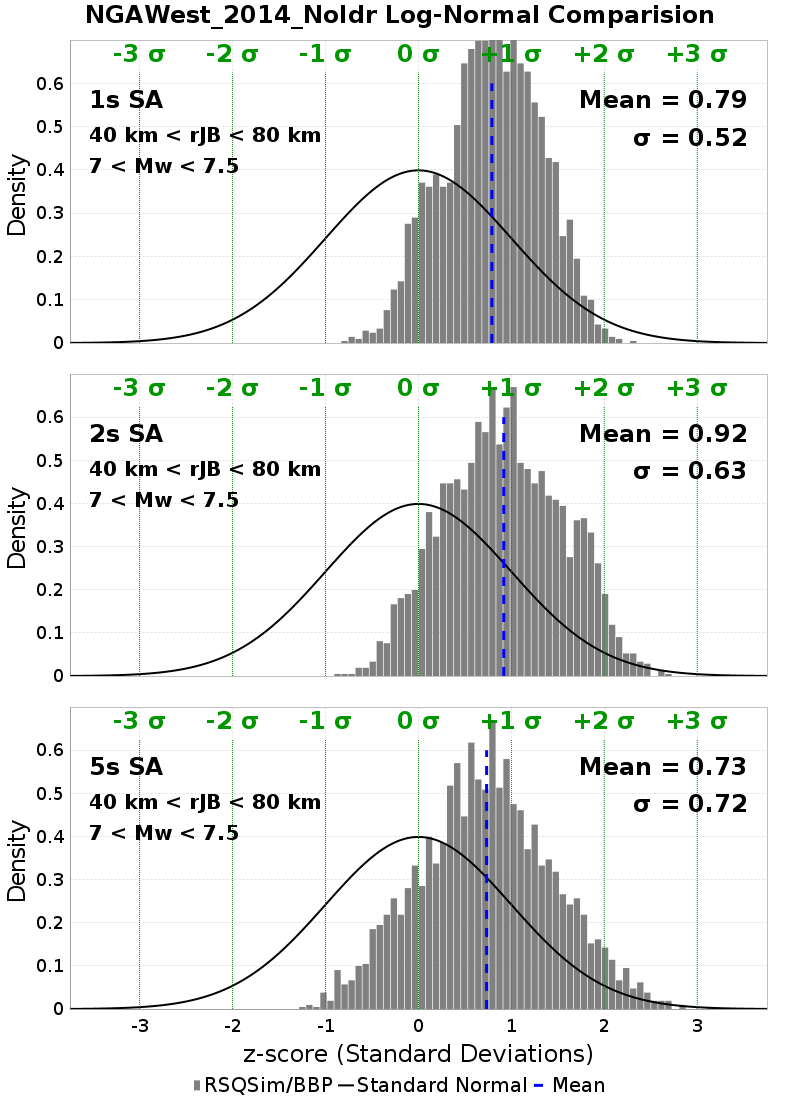 NGAWest_2014_NoIdr Log-Normal Comparision
-3 σ -2 σ -1 σ 0 σ +1 σ +2 σ +3 σ
1s SA
Mean = 0.79
40 km < rJB < 80 km
σ = 0.52
7 < Mw < 7.5
Density
0.6
0.5
0.4
0.3
0.2
0.1
0
-3 σ -2 σ -1 σ 0 σ +1 σ +2 σ +3 σ
2s SA
Mean = 0.92
40 km < rJB < 80 km
σ = 0.63
7 < Mw < 7.5
Density
0.6
0.5
0.4
0.3
0.2
0.1
0
-3 σ -2 σ -1 σ 0 σ +1 σ +2 σ +3 σ
5s SA
Mean = 0.73
40 km < rJB < 80 km
σ = 0.72
7 < Mw < 7.5
Density
0.6
0.5
0.4
0.3
0.2
0.1
0
-3 -2 -1 0 1 2 3
z-score (Standard Deviations)
RSQSim/BBP Standard Normal Mean